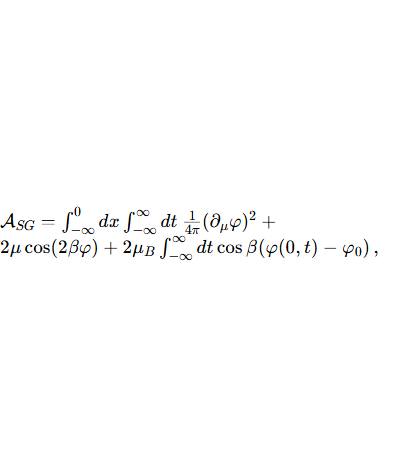 𝒜_{SG} = ∫_{−∞}^{0} dx ∫_{−∞}^{∞} dt \frac{1}{4π}(∂_μφ)^2 +
2μ cos(2βφ) + 2μ_B ∫_{−∞}^{∞} dt cos β(φ(0, t) − φ_0) ,